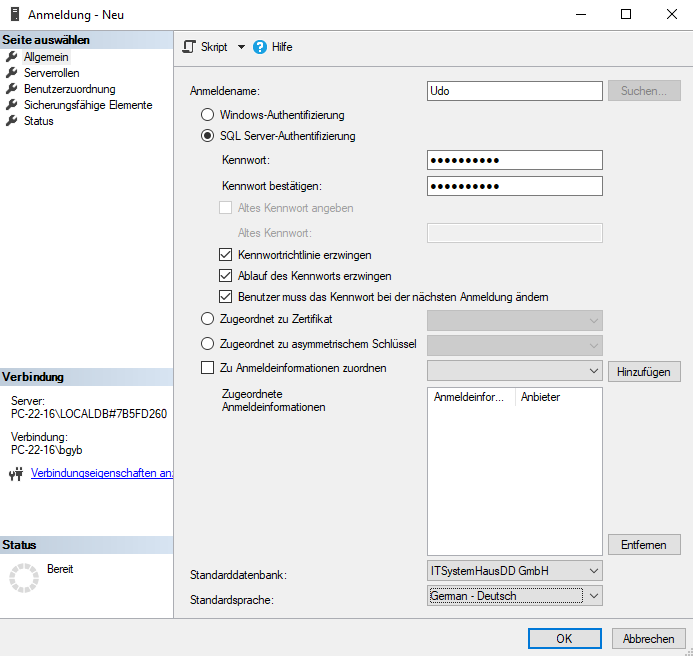 Anmeldung - Neu
Seite auswählen
Allgemein
Serverrollen
Benutzerzuordnung
Sicherungsfähige Elemente
Status
Skript
Hilfe
Anmeldename:
Udo
Suchen...
Windows-Authentifizierung
SQL Server-Authentifizierung
Kennwort:
●●●●●●●●●●
Kennwort bestätigen:
●●●●●●●●●●
Altes Kennwort angeben
Altes Kennwort:
Kennwortrichtlinie erzwingen
Ablauf des Kennworts erzwingen
Benutzer muss das Kennwort bei der nächsten Anmeldung ändern
Zugeordnet zu Zertifikat
Zugeordnet zu asymmetrischem Schlüssel
Zu Anmeldeinformationen zuordnen
Hinzufügen
Zugeordnete
Anmeldeinformationen
Anmeldeinfor... Anbieter
Entfernen
Standarddatenbank:
ITSystemHausDD GmbH
Standardsprache:
German - Deutsch
Verbindung
Server:
PC-22-16\LOCALDB#7B5FD260
Verbindung:
PC-22-16\bgyb
Verbindungseigenschaften an
Status
Bereit
OK
Abbrechen